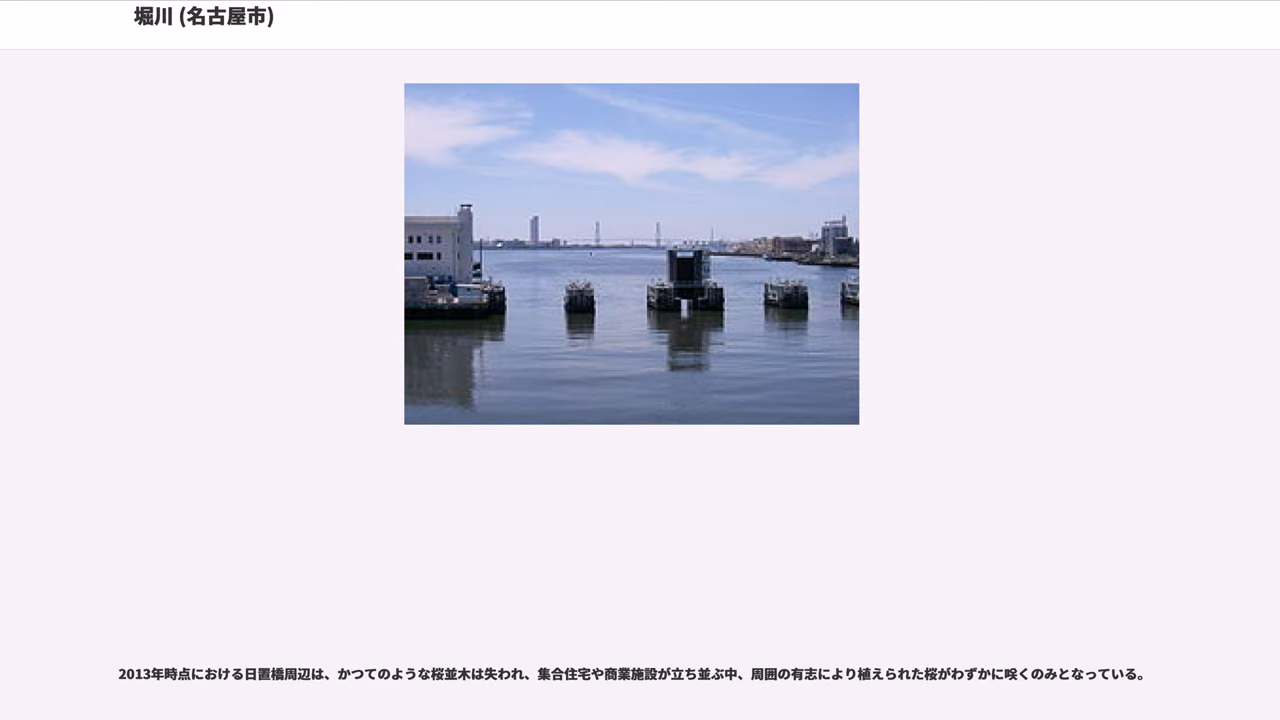 堀川 (名古屋市)
2013年時点における日置橋周辺は、かつてのような桜並木は失われ、集合住宅や商業施設が立ち並ぶ中、周囲の有志により植えられた桜がわずかに咲くのみとなっている。